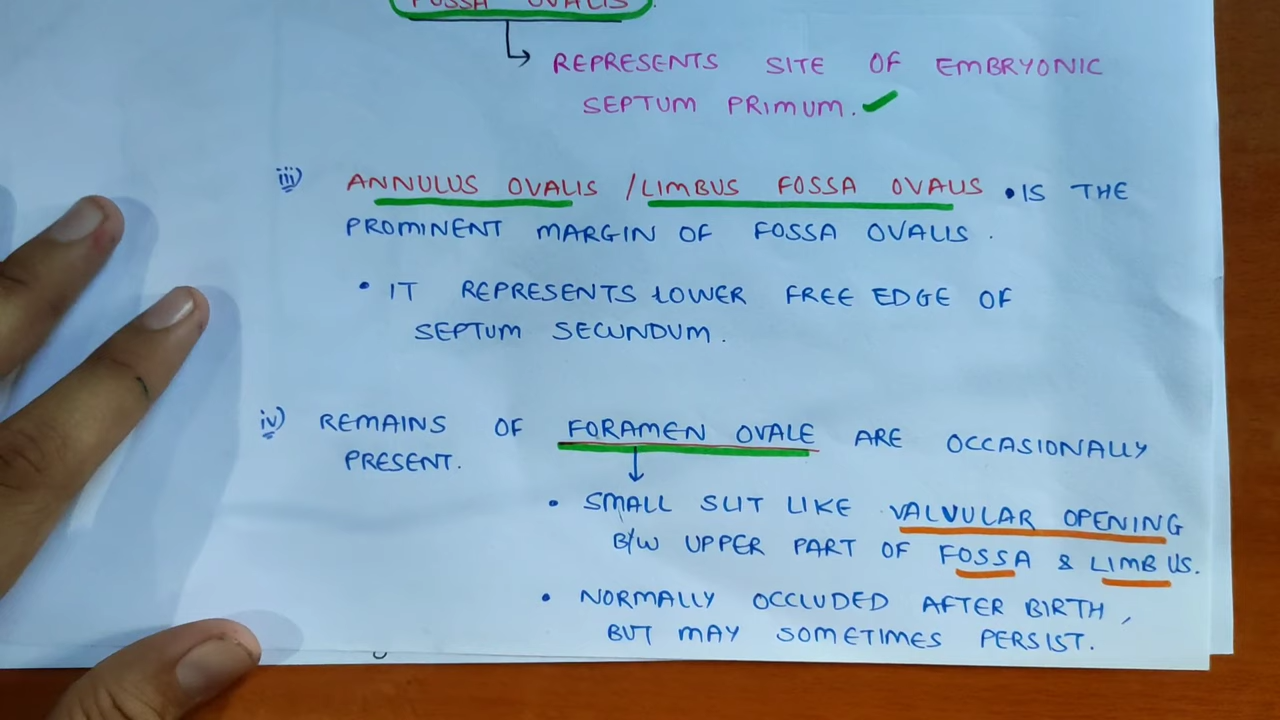 FOSSA OVALIS.
↳ REPRESENTS SITE OF EMBRYONIC
SEPTUM PRIMUM. ✓
iii) ANNULUS OVALIS / LIMBUS FOSSA OVALIS • IS THE
PROMINENT MARGIN OF FOSSA OVALIS.
• IT REPRESENTS LOWER FREE EDGE OF
SEPTUM SECUNDUM.
iv) REMAINS OF FORAMEN OVALE ARE OCCASIONALLY
PRESENT.
• SMALL SLIT LIKE VALVULAR OPENING
B/W UPPER PART OF FOSSA & LIMBUS.
• NORMALLY OCCLUDED AFTER BIRTH,
BUT MAY SOMETIMES PERSIST.